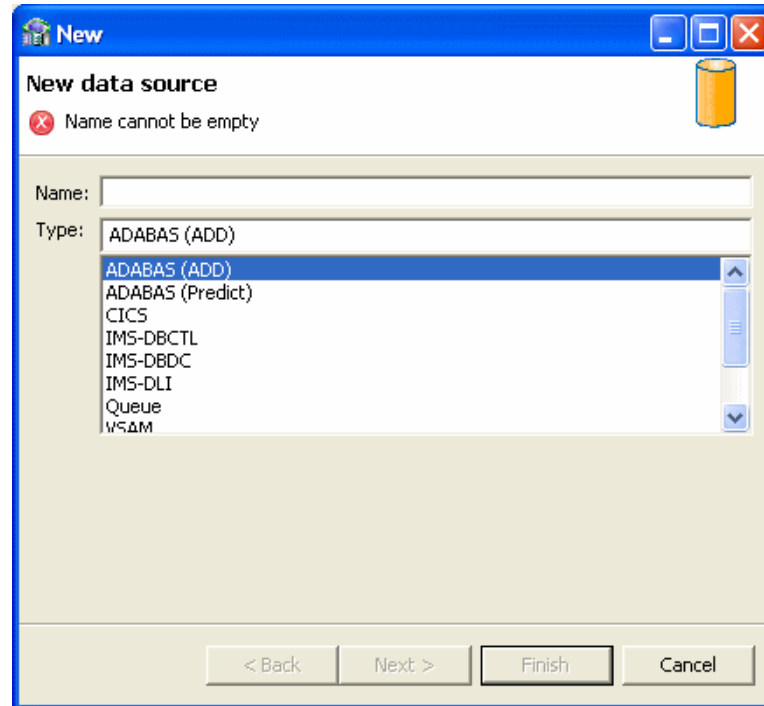 New
New data source
Name cannot be empty
Name:
Type: ADABAS (ADD)
ADABAS (ADD)
ADABAS (Predict)
CICS
IMS-DBCTL
IMS-DBDC
IMS-DLI
Queue
VSAM
< Back Next > Finish Cancel